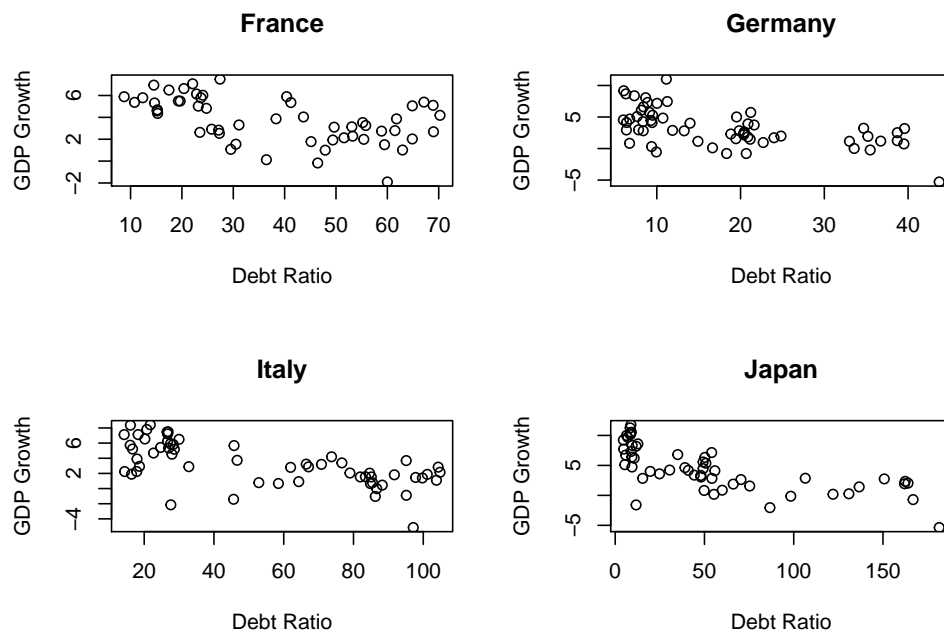 France
GDP Growth
6
2
−2
10 20 30 40 50 60 70
Debt Ratio
Germany
GDP Growth
5
−5
10 20 30 40
Debt Ratio
Italy
GDP Growth
6
2
−4
20 40 60 80 100
Debt Ratio
Japan
GDP Growth
5
−5
0 50 100 150
Debt Ratio